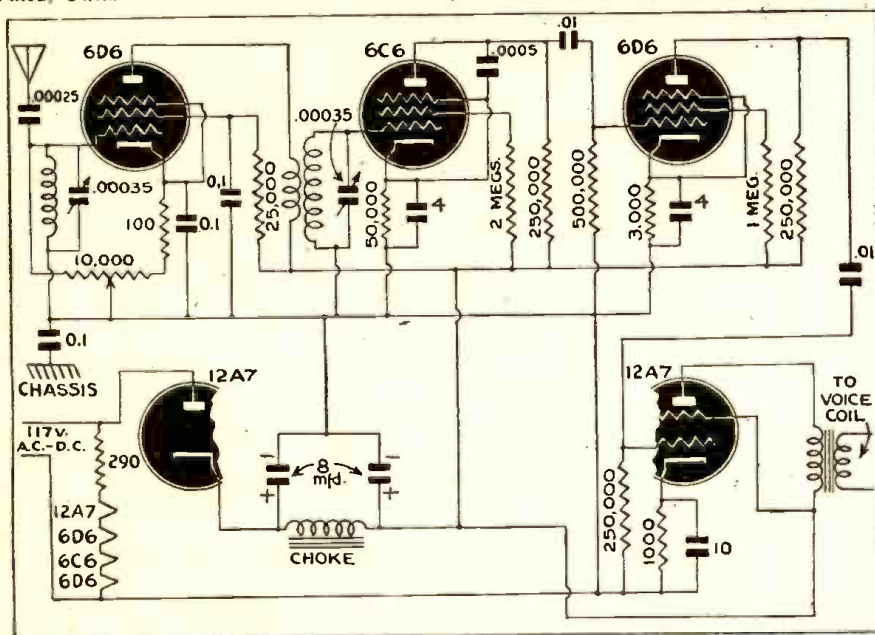 6D6
6C6
.01
6D6
.0005
.00025
.00035
.00035
0.1
25,000
2 MEGS.
250,000
500,000
1 MEG.
250,000
50,000
4
3,000
4
100
0.1
10,000
.01
0.1
CHASSIS
12A7
12A7
TO
VOICE
COIL
117 V.
A.C.-D.C.
290
- 8 -
mfd.
+ +
250,000
1000
10
12A7
6D6
6C6
6D6
CHOKE